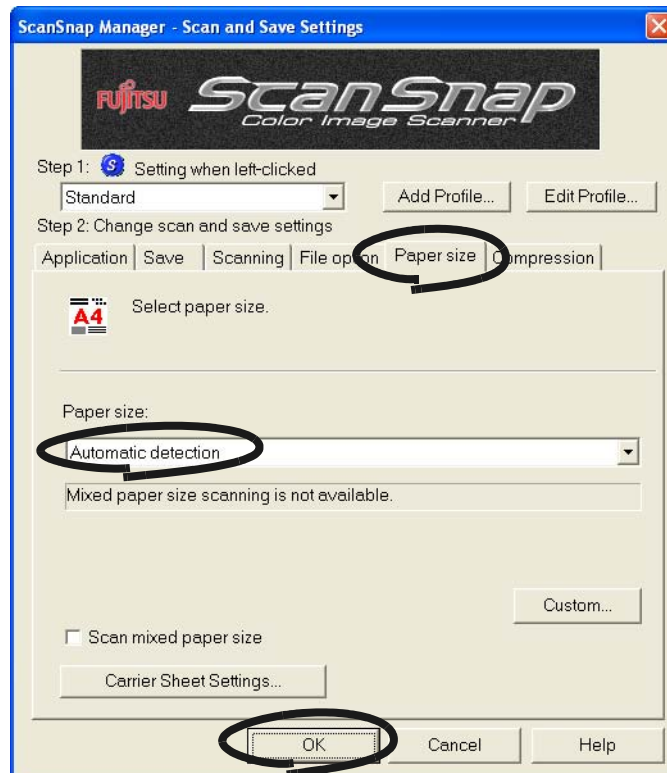 ScanSnap Manager - Scan and Save Settings
FUJITSU ScanSnap
Color Image Scanner
Step 1: S Setting when left-clicked
Standard Add Profile... Edit Profile...
Step 2: Change scan and save settings
Application Save Scanning File option Paper size Compression
A4 Select paper size.
Paper size:
Automatic detection
Mixed paper size scanning is not available.
Custom...
Scan mixed paper size
Carrier Sheet Settings...
OK Cancel Help